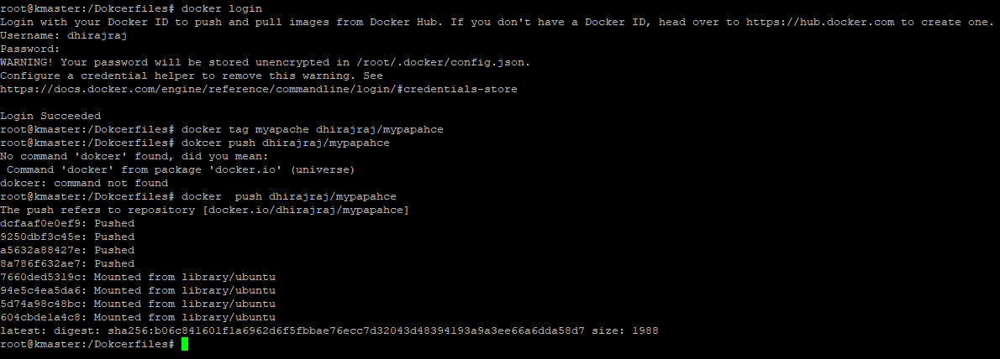 root@kmaster:/Dokcerfiles# docker login
Login with your Docker ID to push and pull images from Docker Hub. If you don't have a Docker ID, head over to https://hub.docker.com to create one.
Username: dhirajraj
Password:
WARNING! Your password will be stored unencrypted in /root/.docker/config.json.
Configure a credential helper to remove this warning. See
https://docs.docker.com/engine/reference/commandline/login/#credentials-store

Login Succeeded
root@kmaster:/Dokcerfiles# docker tag myapache dhirajraj/mypapahce
root@kmaster:/Dokcerfiles# dokcer push dhirajraj/mypapahce
No command 'dokcer' found, did you mean:
 Command 'docker' from package 'docker.io' (universe)
dokcer: command not found
root@kmaster:/Dokcerfiles# docker  push dhirajraj/mypapahce
The push refers to repository [docker.io/dhirajraj/mypapahce]
dcfaaf0e0ef9: Pushed
9250dbf3c45e: Pushed
a5632a88427e: Pushed
8a786f632ae7: Pushed
7660ded5319c: Mounted from library/ubuntu
94e5c4ea5da6: Mounted from library/ubuntu
5d74a98c48bc: Mounted from library/ubuntu
604cbde1a4c8: Mounted from library/ubuntu
latest: digest: sha256:b06c841601f1a6962d6f5fbbae76ecc7d32043d48394193a9a3ee66a6dda58d7 size: 1988
root@kmaster:/Dokcerfiles#